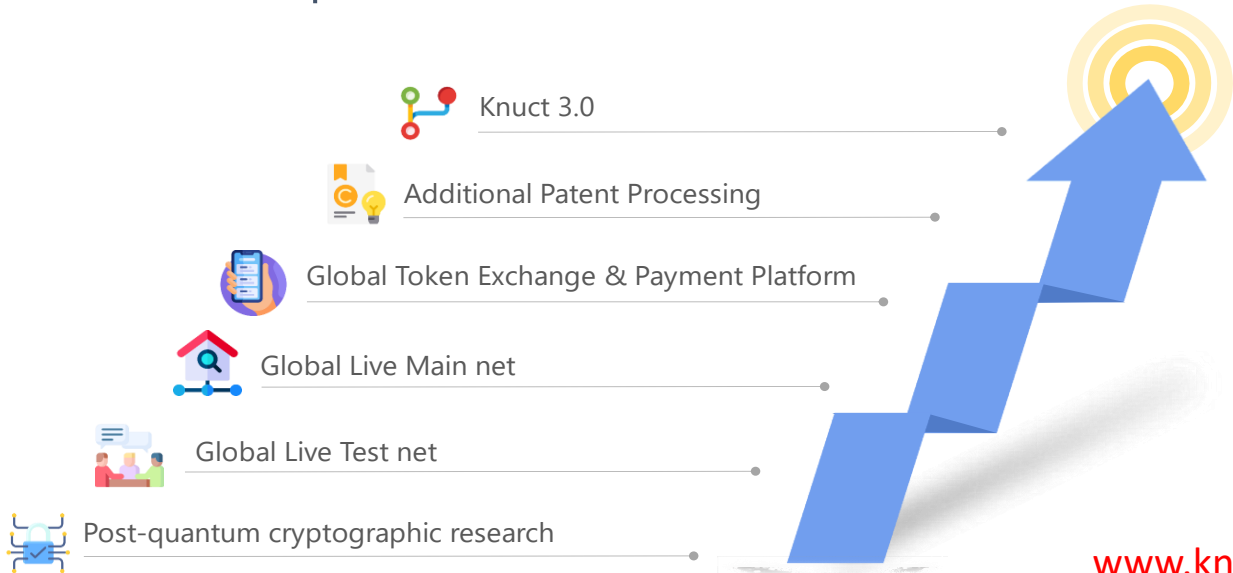 Knuct 3.0
Additional Patent Processing
Global Token Exchange & Payment Platform
Global Live Main net
Global Live Test net
Post-quantum cryptographic research
www.kn